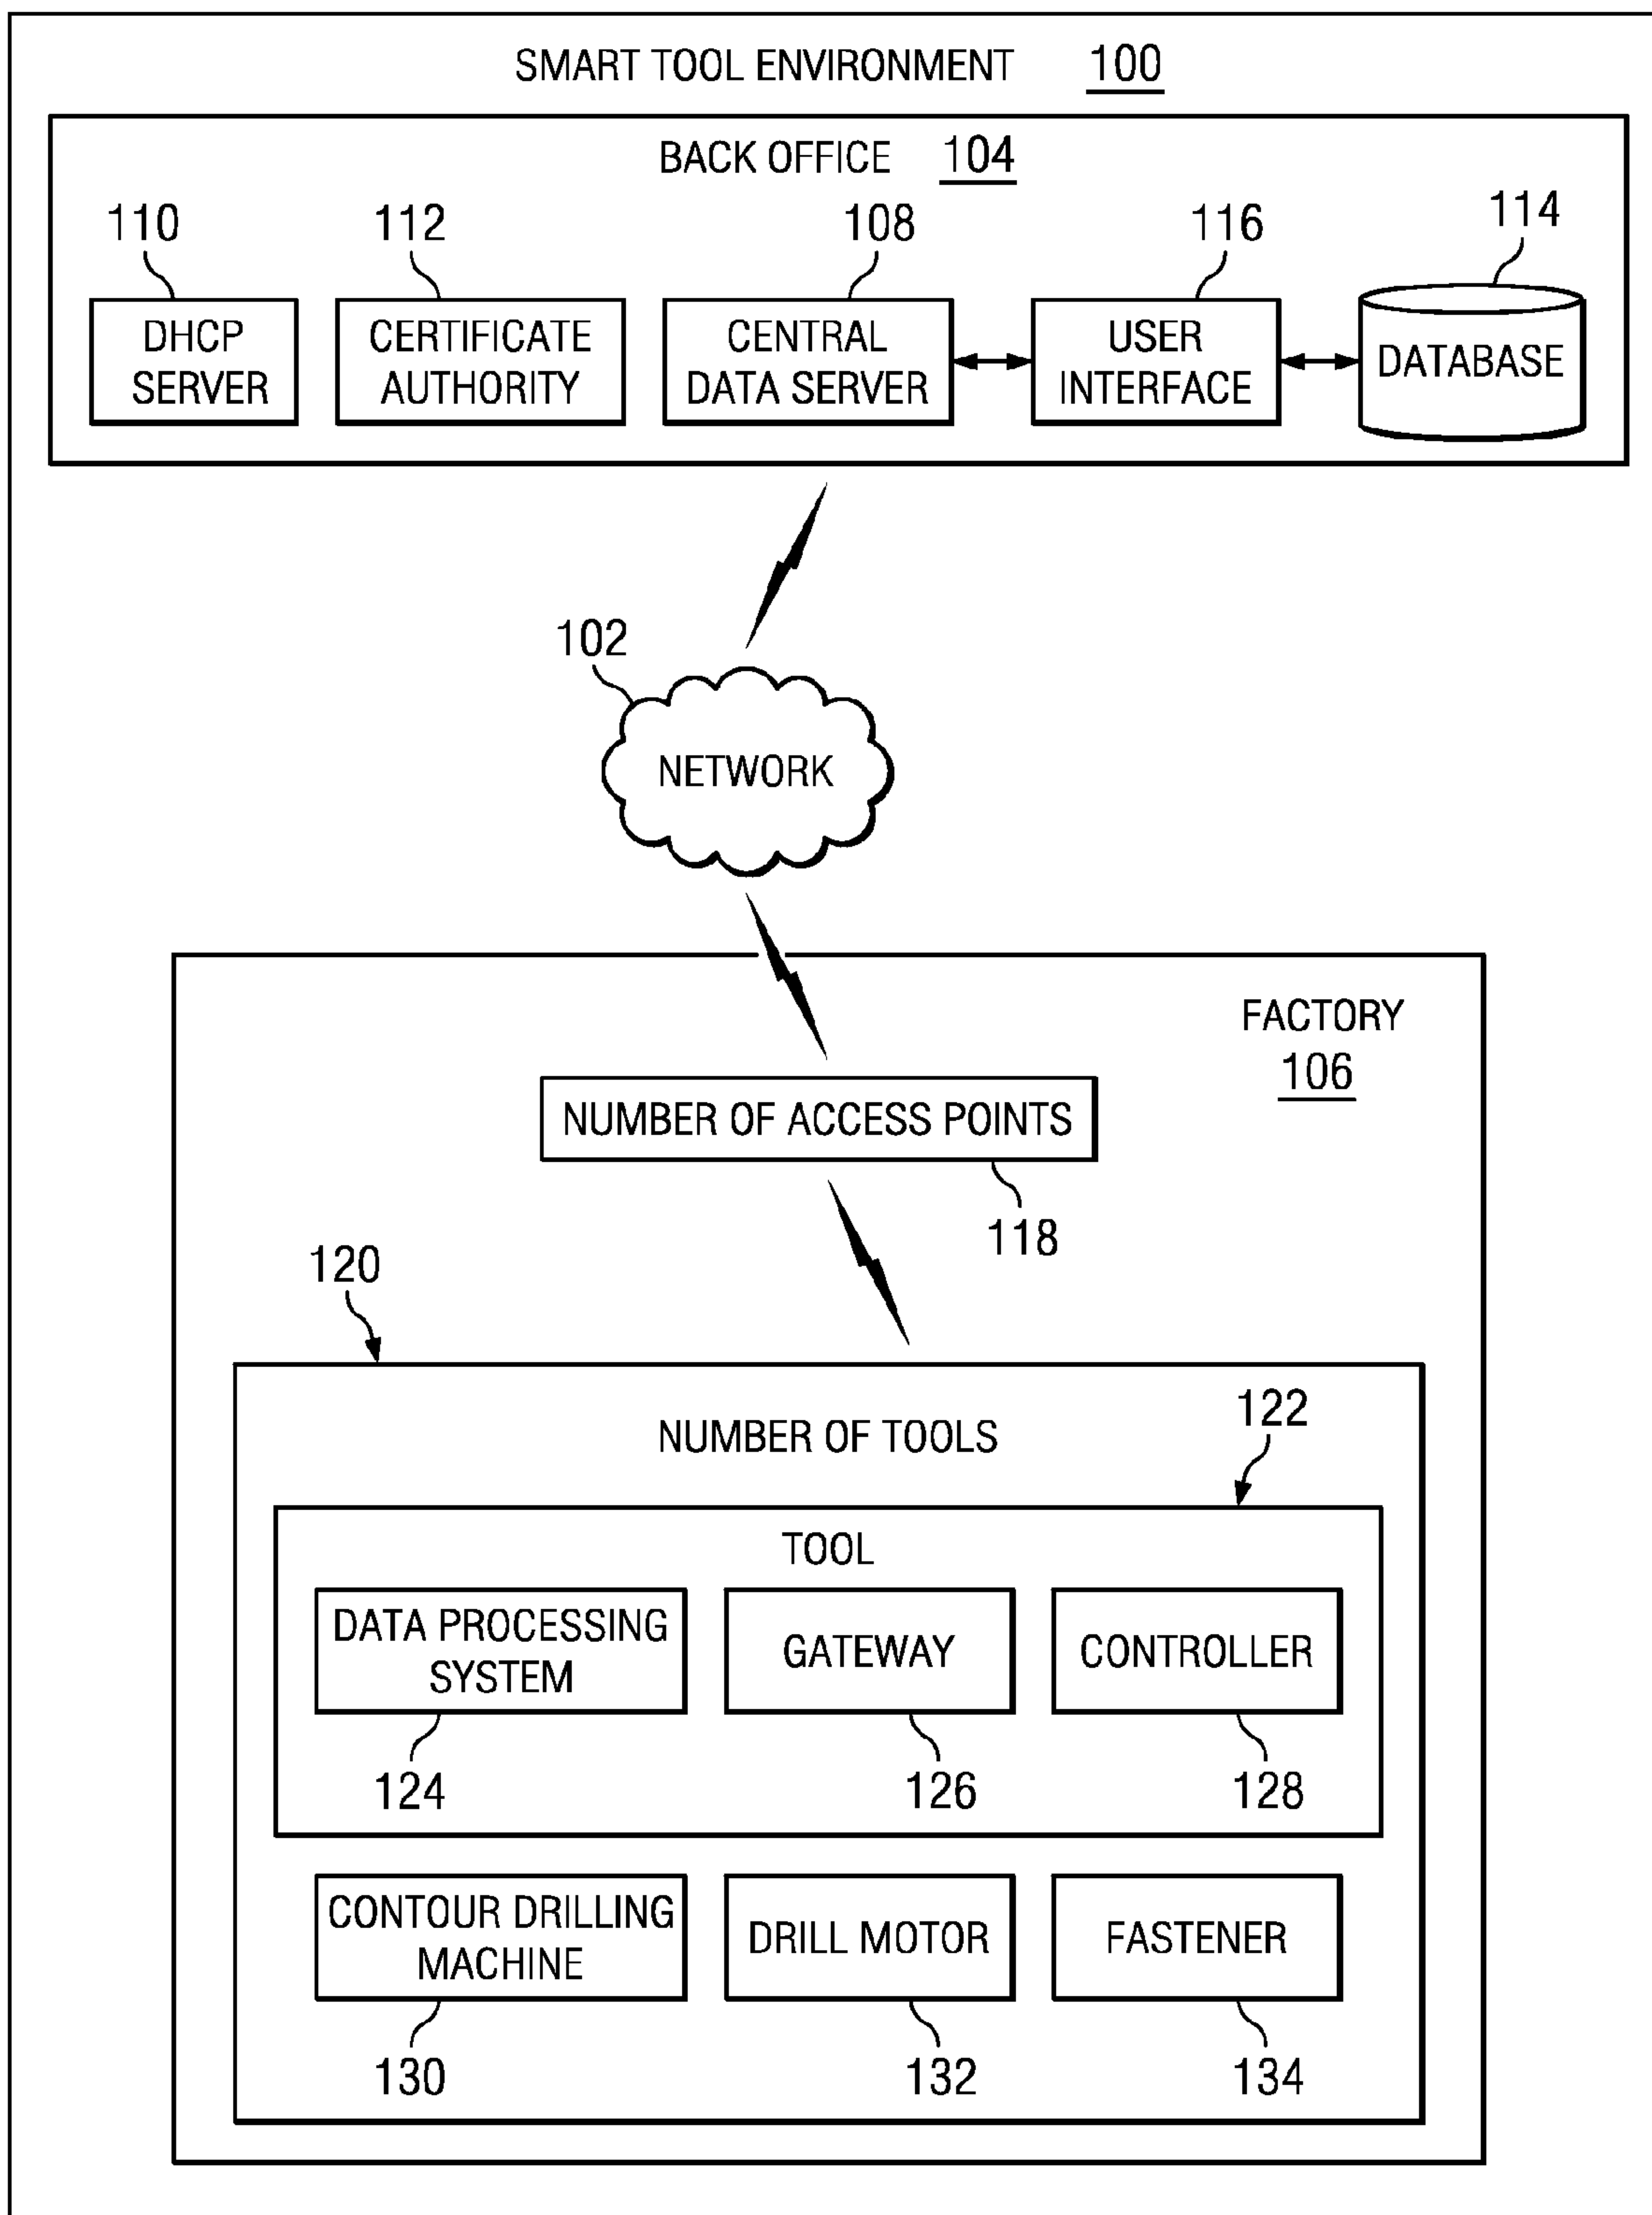 SMART TOOL ENVIRONMENT 100
BACK OFFICE 104
110
112
108
116
114
DHCP
SERVER
CERTIFICATE
AUTHORITY
CENTRAL
DATA SERVER
USER
INTERFACE
DATABASE
102
NETWORK
FACTORY
106
NUMBER OF ACCESS POINTS
118
120
NUMBER OF TOOLS
122
TOOL
DATA PROCESSING
SYSTEM
GATEWAY
CONTROLLER
124
126
128
CONTOUR DRILLING
MACHINE
DRILL MOTOR
FASTENER
130
132
134